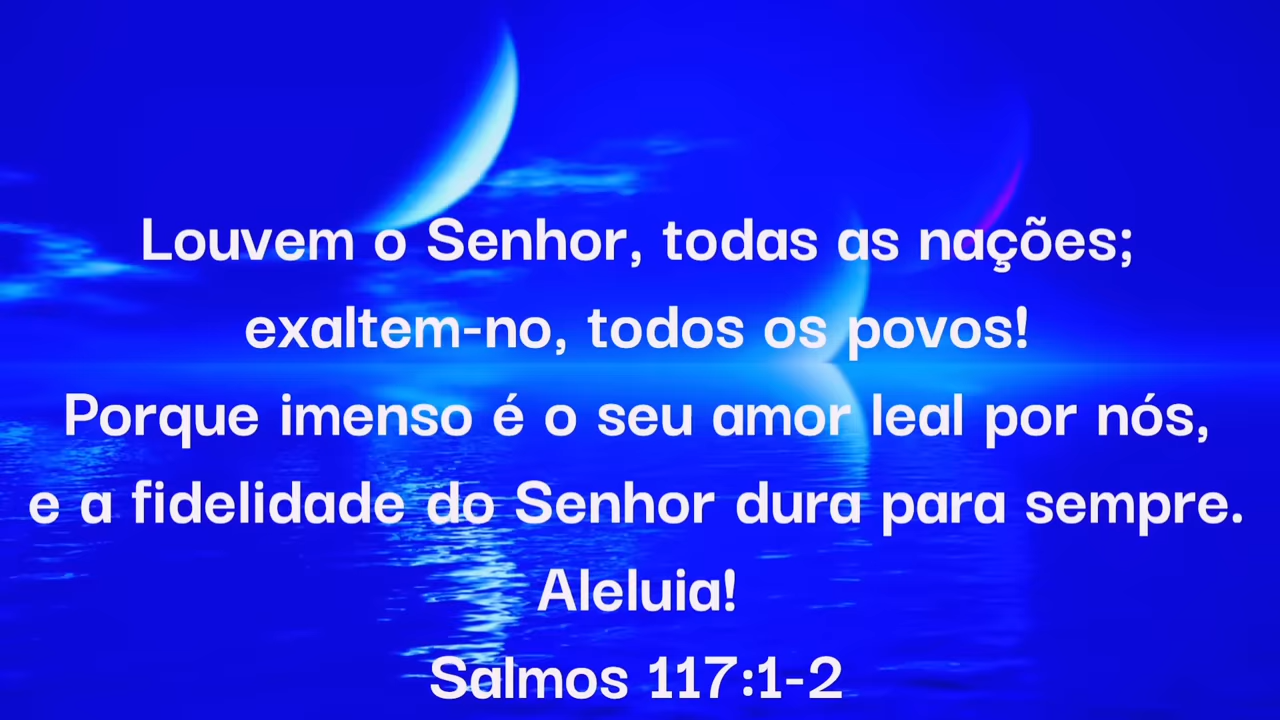 Louvem o Senhor, todas as nações;
exaltem-no, todos os povos!
Porque imenso é o seu amor leal por nós,
e a fidelidade do Senhor dura para sempre.
Aleluia!
Salmos 117:1-2